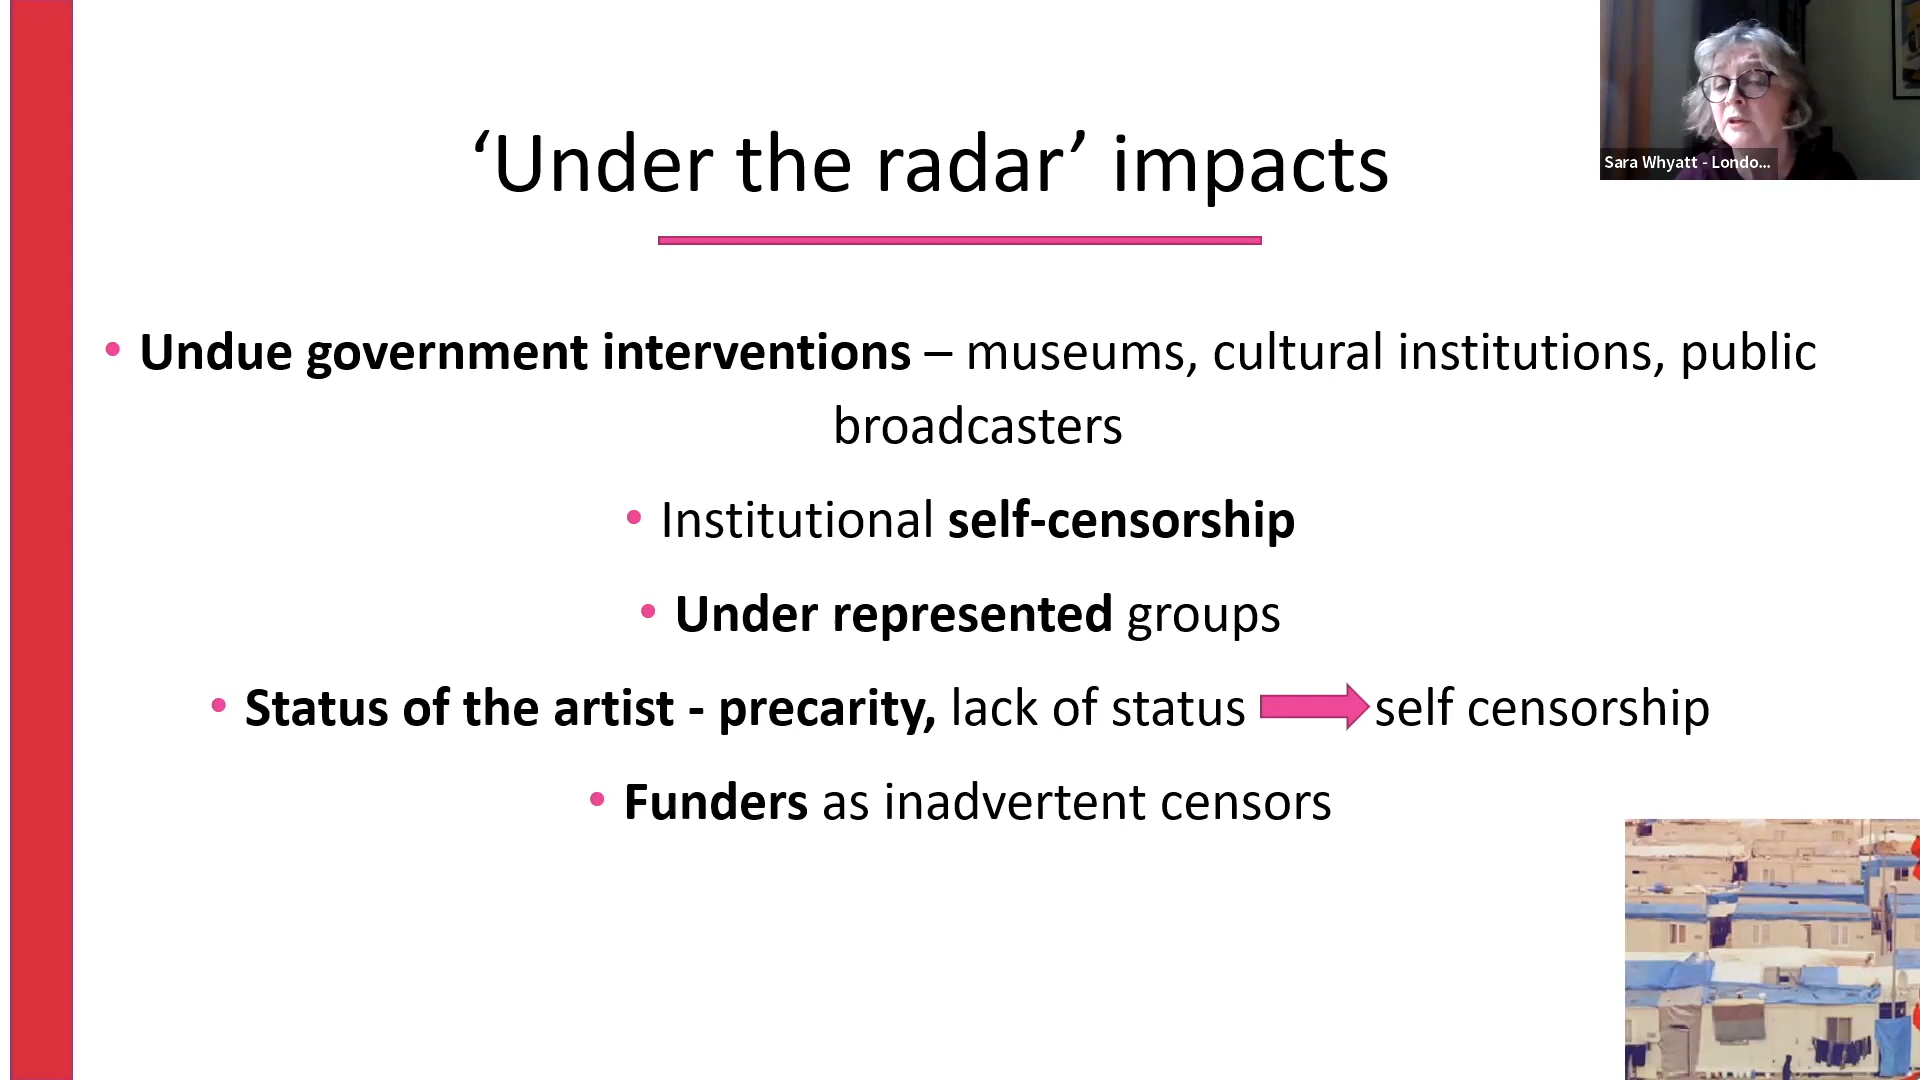 ‘Under the radar’ impacts
Sara Whyatt - Londo...
• Undue government interventions – museums, cultural institutions, public
broadcasters
• Institutional self-censorship
• Under represented groups
• Status of the artist - precarity, lack of status self censorship
• Funders as inadvertent censors